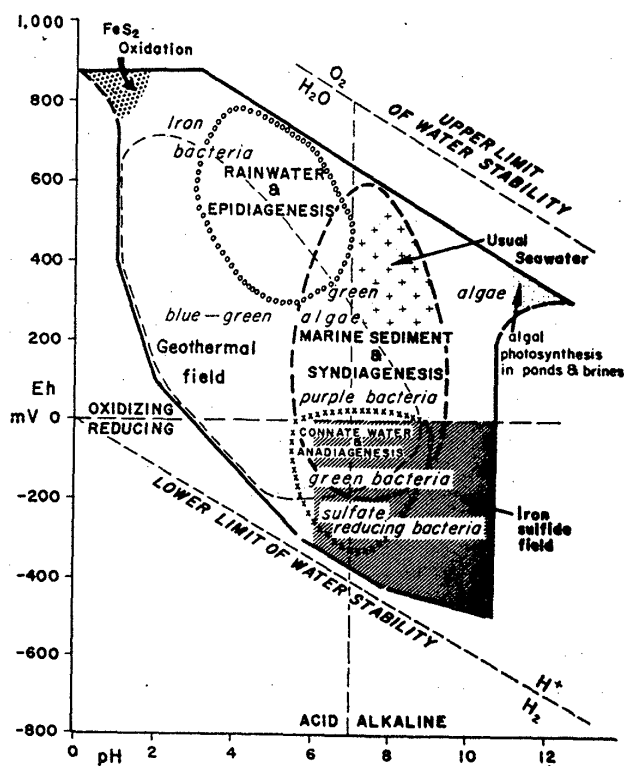 1,000
FeS2
Oxidation
O2
H2O
UPPER LIMIT
OF WATER STABILITY
800
Iron
bacteria
RAINWATER
&
EPIDIAGENESIS
600
Usual
Seawater
400
green
algae
algae
blue-green
algal
photosynthesis
in ponds & brines
200
MARINE SEDIMENT
&
SYNDIAGENESIS
Geothermal
field
Eh
mV
purple bacteria
0
OXIDIZING
REDUCING
CONNATE WATER
&
ANADIAGENESIS
green bacteria
-200
sulfate
reducing bacteria
Iron
sulfide
field
LOWER LIMIT OF WATER STABILITY
-400
-600
H+
H2
ACID
ALKALINE
-800
0
2
4
6
8
10
12
pH